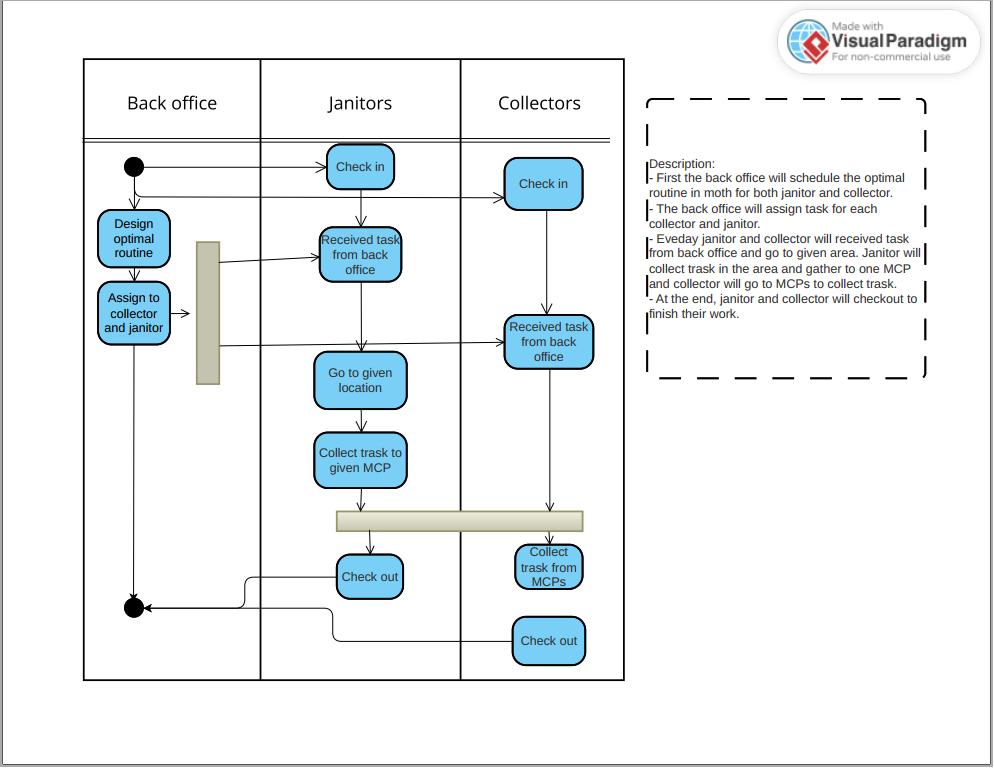 Made with
VisualParadigm
For non-commercial use
Back office
Janitors
Collectors
Check in
Check in
Design
optimal
routine
Received task
from back
office
Assign to
collector
and janitor
Received task
from back
office
Go to given
location
Collect trask to
given MCP
Check out
Collect
trask from
MCPs
Check out
Description:
- First the back office will schedule the optimal
routine in moth for both janitor and collector.
- The back office will assign task for each
collector and janitor.
- Eveday janitor and collector will received task
from back office and go to given area. Janitor will
collect trask in the area and gather to one MCP
and collector will go to MCPs to collect trask.
- At the end, janitor and collector will checkout to
finish their work.